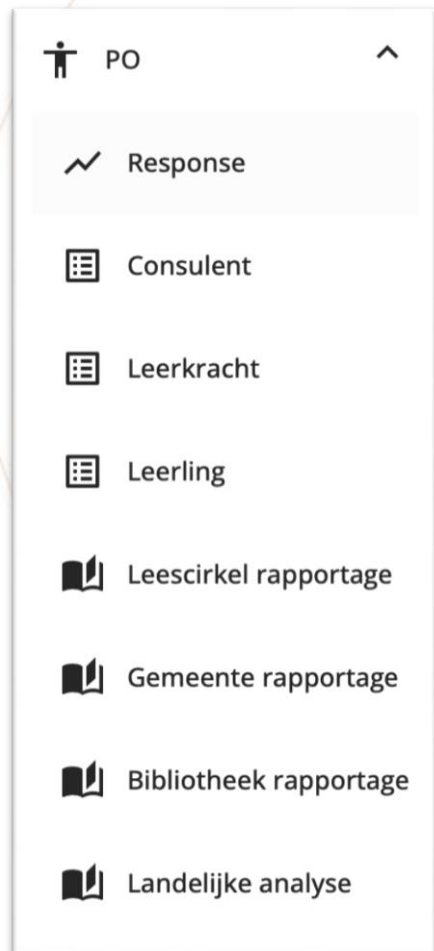 PO
Response
Consulent
Leerkracht
Leerling
Leescirkel rapportage
Gemeente rapportage
Bibliotheek rapportage
Landelijke analyse